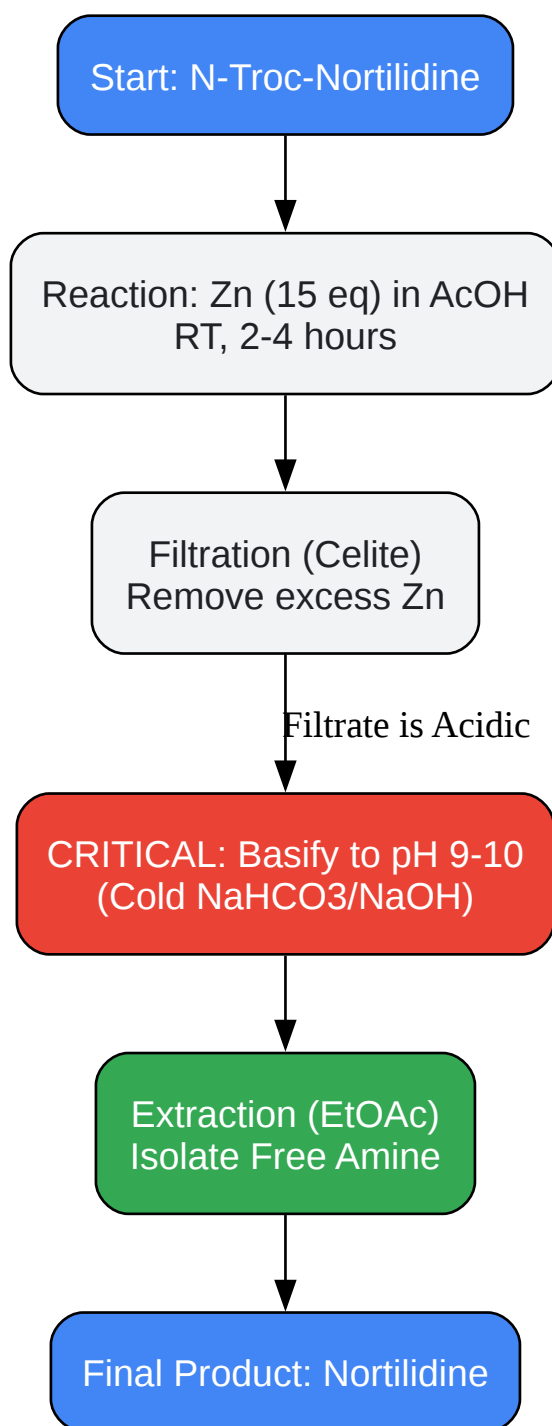 Start: N-Troc-Nortilidine
Reaction: Zn (15 eq) in AcOH
RT, 2-4 hours
Filtration (Celite)
Remove excess Zn
Filtrate is Acidic
CRITICAL: Basify to pH 9-10
(Cold NaHCO3/NaOH)
Extraction (EtOAc)
Isolate Free Amine
Final Product: Nortilidine